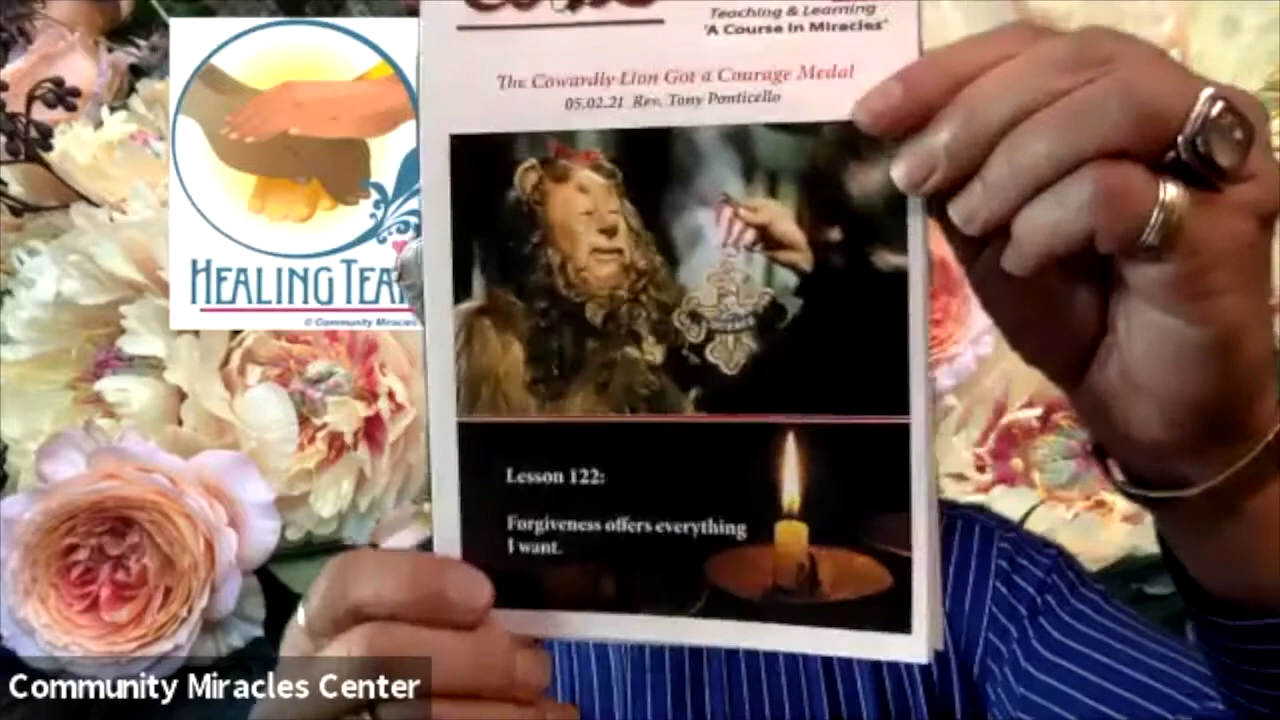 Teaching & Learning
'A Course in Miracles'
The Cowardly Lion Got a Courage Medal
05.02.21 Rev. Tony Ponticello
HEALING TEA
© Community Miracles
Lesson 122:
Forgiveness offers everything
I want.
Community Miracles Center